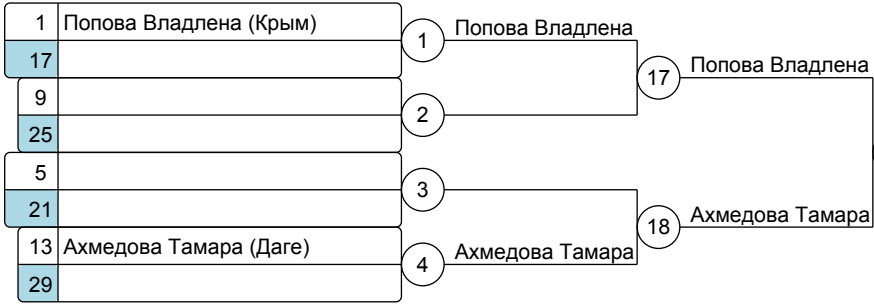 1 Попова Владлена (Крым)
17
1 Попова Владлена
9
25
2
17 Попова Владлена
5
21
3
13 Ахмедова Тамара (Даге)
29
4 Ахмедова Тамара
18 Ахмедова Тамара